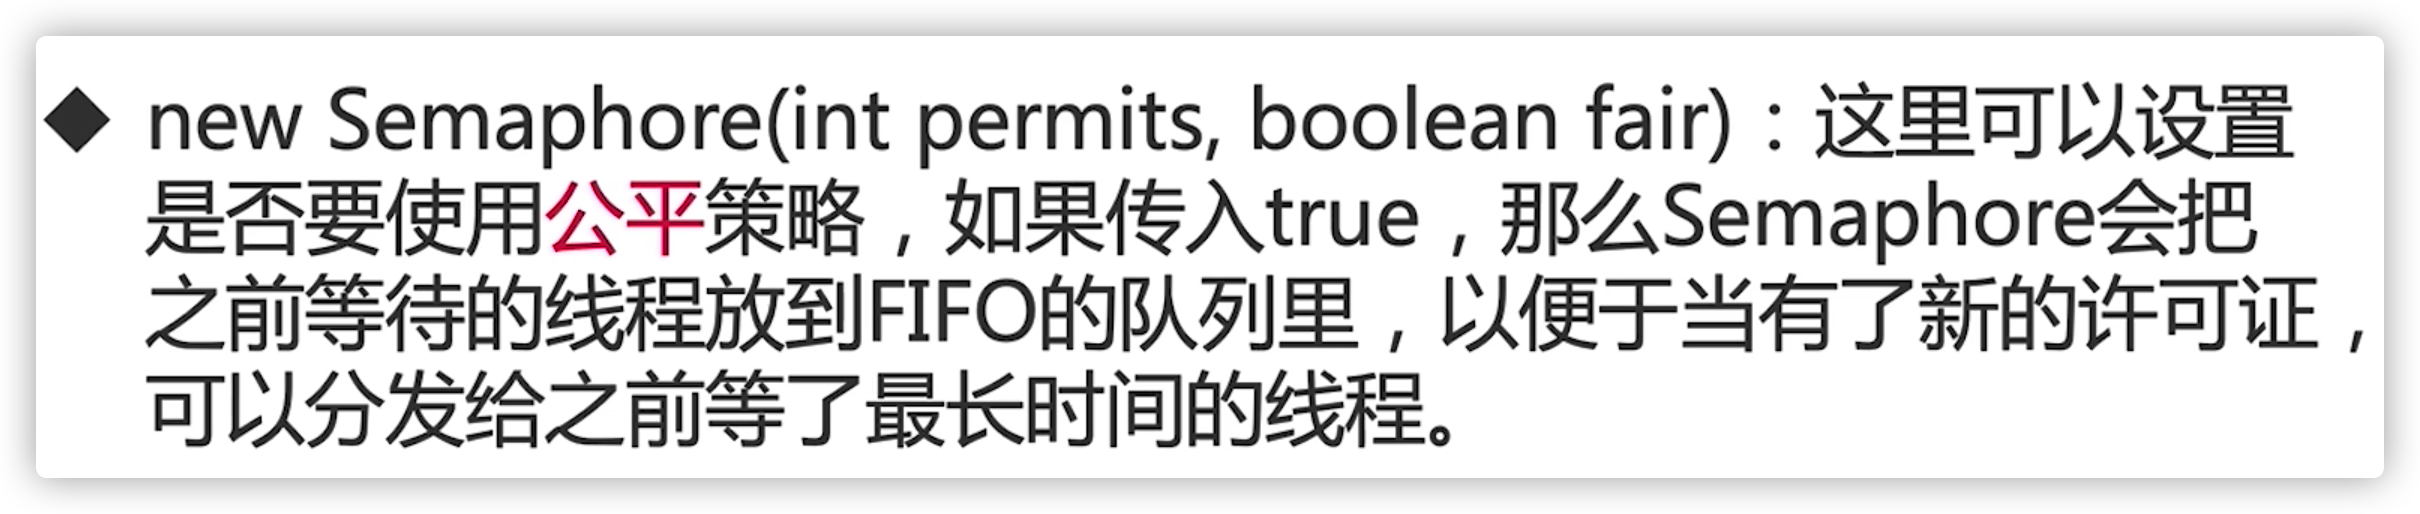 ◆ new Semaphore(int permits, boolean fair)：这里可以设置
是否要使用公平策略，如果传入true，那么Semaphore会把
之前等待的线程放到FIFO的队列里，以便于当有了新的许可证，
可以分发给之前等了最长时间的线程。